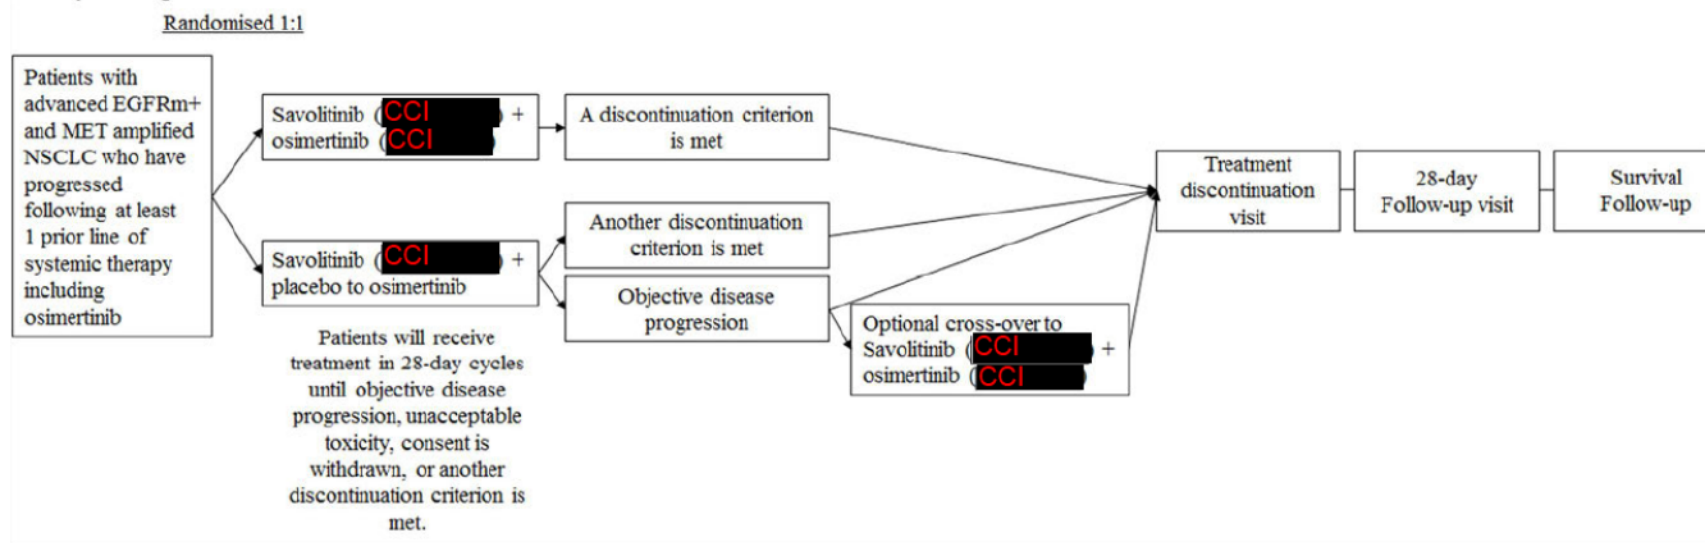 Randomised 1:1
Patients with
advanced EGFRm+
and MET amplified
NSCLC who have
progressed
following at least
1 prior line of
systemic therapy
including
osimertinib
Savolitinib (CCI) +
osimertinib (CCI)
A discontinuation criterion
is met
Savolitinib (CCI) +
placebo to osimertinib
Another discontinuation
criterion is met
Objective disease
progression
Optional cross-over to
Savolitinib (CCI) +
osimertinib (CCI)
Treatment
discontinuation
visit
28-day
Follow-up visit
Survival
Follow-up
Patients will receive
treatment in 28-day cycles
until objective disease
progression, unacceptable
toxicity, consent is
withdrawn, or another
discontinuation criterion is
met.